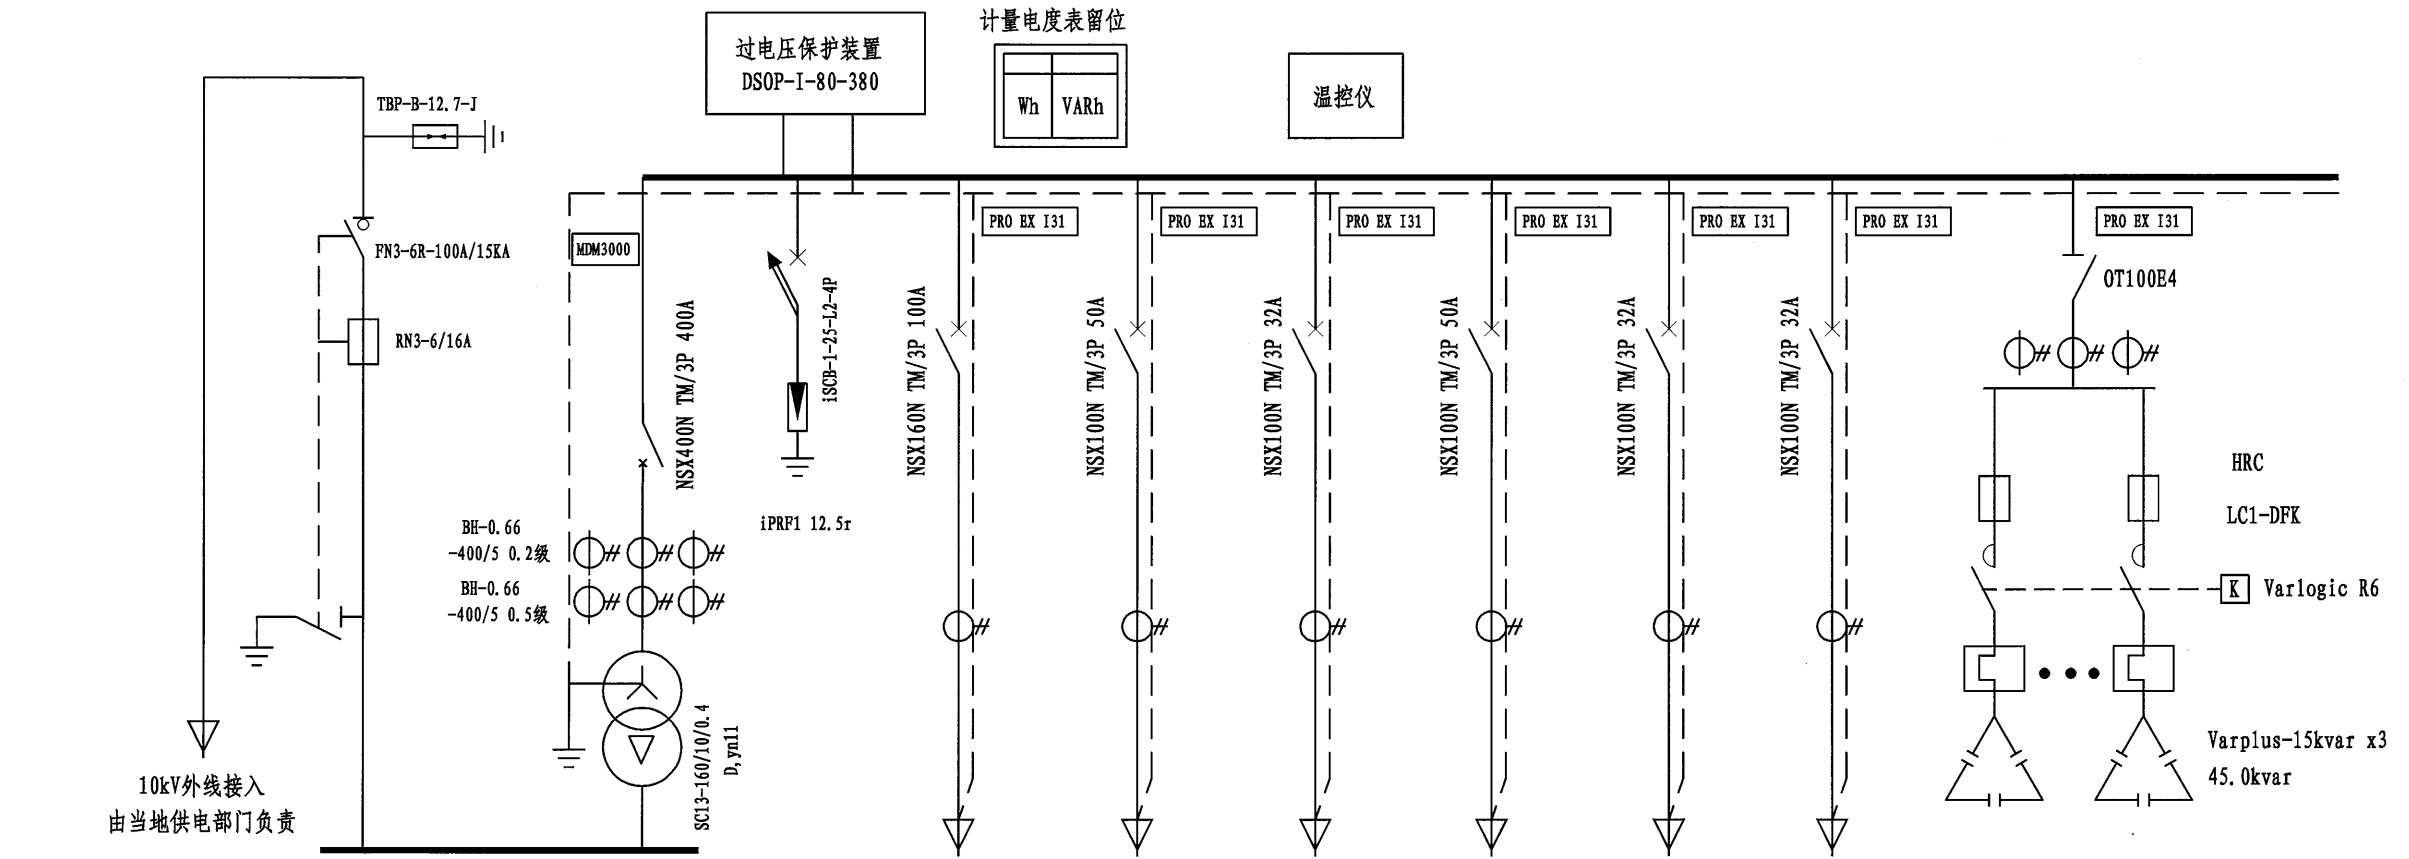 计量电度表留位
过电压保护装置
DSOP-I-80-380
Wh
VARh
温控仪
TBP-B-12.7-J
FN3-6R-100A/15KA
RN3-6/16A
10kV外线接入
由当地供电部门负责
MDM3000
NSX400N TM/3P 400A
BH-0.66
-400/5 0.2级
BH-0.66
-400/5 0.5级
SC13-160/10/0.4
D,yn11
iSCB-1-25-L2-4P
iPRF1 12.5r
PRO EX I31
NSX160N TM/3P 100A
PRO EX I31
NSX100N TM/3P 50A
PRO EX I31
NSX100N TM/3P 32A
PRO EX I31
NSX100N TM/3P 50A
PRO EX I31
NSX100N TM/3P 32A
PRO EX I31
NSX100N TM/3P 32A
PRO EX I31
OT100E4
HRC
LC1-DFK
K
Varlogic R6
Varplus-15kvar x3
45.0kvar